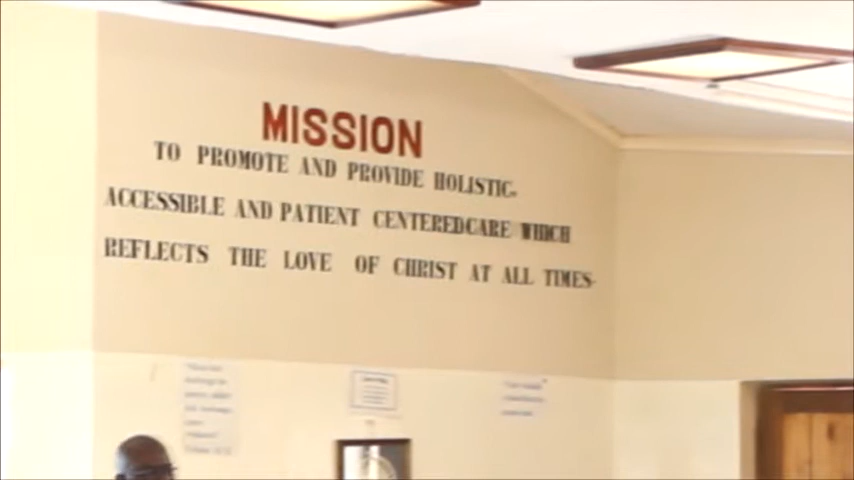 MISSION
TO PROMOTE AND PROVIDE HOLISTIC-
ACCESSIBLE AND PATIENT CENTEREDCARE WHICH
REFLECTS THE LOVE OF CHRIST AT ALL TIMES-